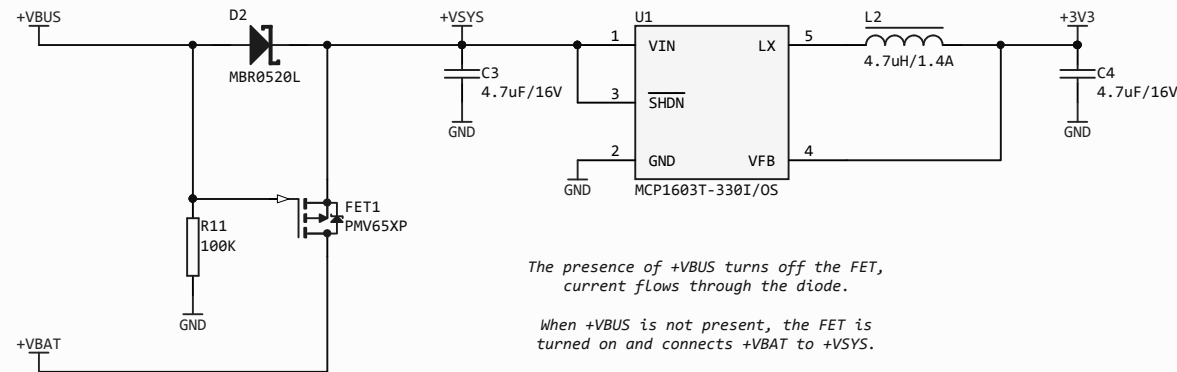 +VBUS
D2
MBR0520L
+VSYS
C3
4.7uF/16V
GND
U1
1 VIN LX 5
3 SHDN
2 GND VFB 4
GND
MCP1603T-330I/OS
L2
4.7uH/1.4A
+3V3
C4
4.7uF/16V
GND
R11
100K
GND
FET1
PMV65XP
+VBAT
The presence of +VBUS turns off the FET,
current flows through the diode.
When +VBUS is not present, the FET is
turned on and connects +VBAT to +VSYS.